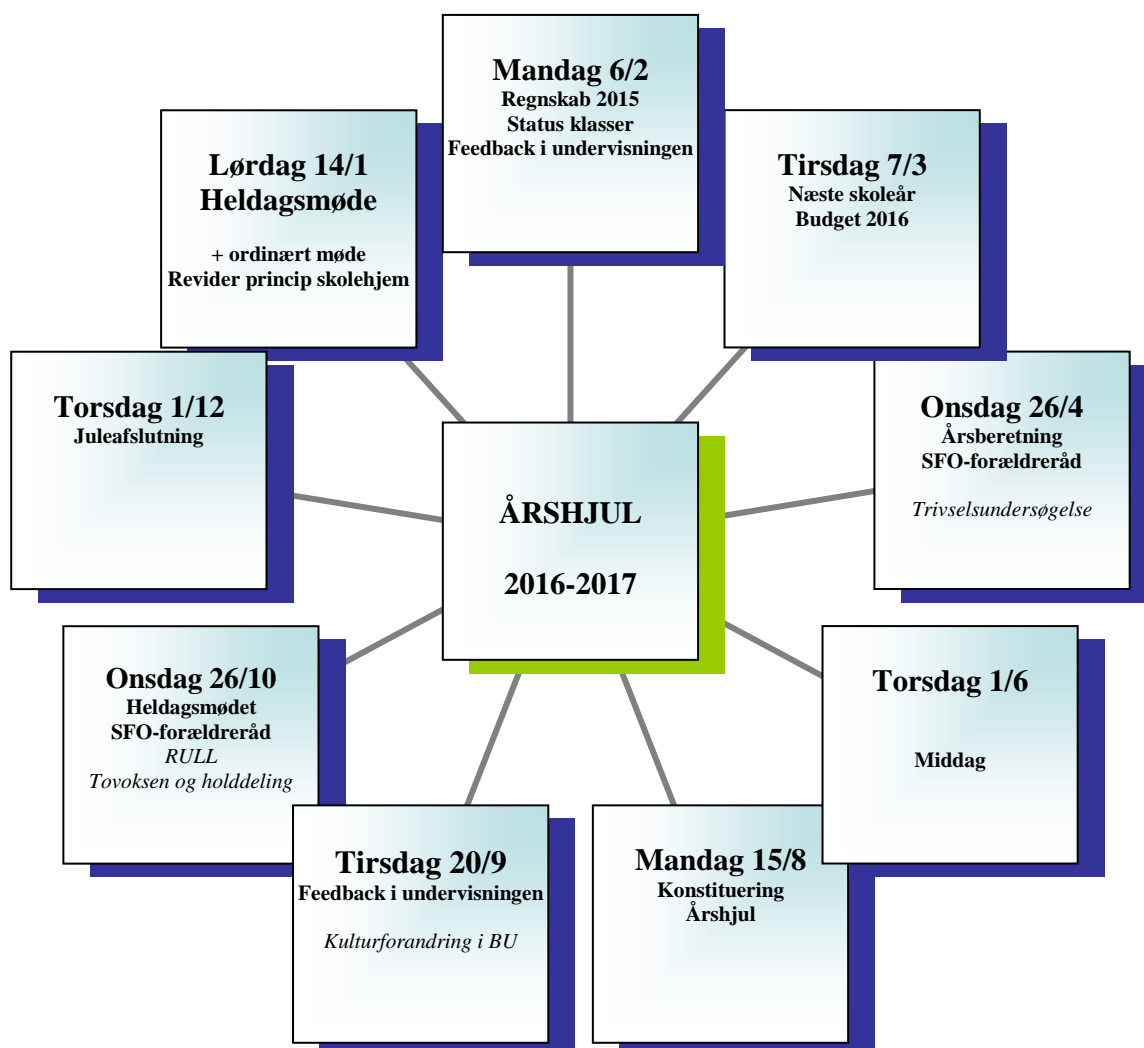 Mandag 6/2
Regnskab 2015
Status klasser
Feedback i undervisningen
Lørdag 14/1
Heldagsmøde
+ ordinært møde
Revider princip skolehjem
Tirsdag 7/3
Næste skoleår
Budget 2016
Torsdag 1/12
Juleafslutning
Onsdag 26/4
Årsberetning
SFO-forældreråd
Trivselsundersøgelse
ÅRSHJUL
2016-2017
Onsdag 26/10
Heldagsmødet
SFO-forældreråd
RULL
Tovoksen og holddeling
Torsdag 1/6
Middag
Tirsdag 20/9
Feedback i undervisningen
Kulturforandring i BU
Mandag 15/8
Konstituering
Årshjul